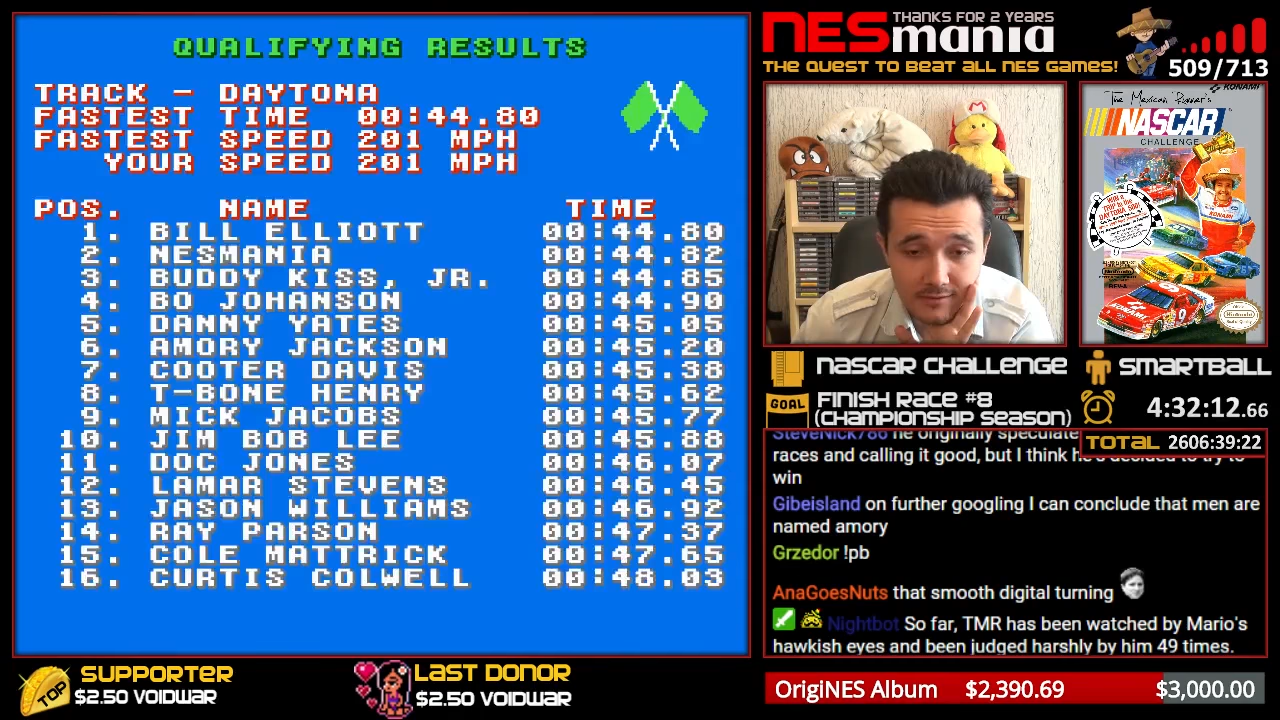 QUALIFYING RESULTS
TRACK - DAYTONA
FASTEST TIME 00:44.80
FASTEST SPEED 201 MPH
YOUR SPEED 201 MPH
POS. NAME TIME
1. BILL ELLIOTT 00:44.80
2. NESMANIA 00:44.82
3. BUDDY KISS, JR. 00:44.85
4. BO JOHANSON 00:44.90
5. DANNY YATES 00:45.05
6. AMORY JACKSON 00:45.20
7. COOTER DAVIS 00:45.38
8. T-BONE HENRY 00:45.62
9. MICK JACOBS 00:45.77
10. JIM BOB LEE 00:45.88
11. DOC JONES 00:46.07
12. LAMAR STEVENS 00:46.45
13. JASON WILLIAMS 00:46.92
14. RAY PARSON 00:47.37
15. COLE MATTRICK 00:47.65
16. CURTIS COLWELL 00:48.03
NESmania
THANKS FOR 2 YEARS
THE QUEST TO BEAT ALL NES GAMES!
509/713
KONAMI
The Mexican Runner's
NASCAR
CHALLENGE
NASCAR CHALLENGE
SMARTBALL
GOAL
FINISH RACE #8
(CHAMPIONSHIP SEASON)
4:32:12.66
TOTAL 2606:39:22
SteveNick786 he originally speculate
races and calling it good, but I think he's decided to try to
win
Gibeisland on further googling I can conclude that men are
named amory
Grzedor !pb
AnaGoesNuts that smooth digital turning
Nightbot So far, TMR has been watched by Mario's
hawkish eyes and been judged harshly by him 49 times.
TOP
SUPPORTER
$2.50 VOIDWAR
LAST DONOR
$2.50 VOIDWAR
OrigiNES Album $2,390.69 $3,000.00